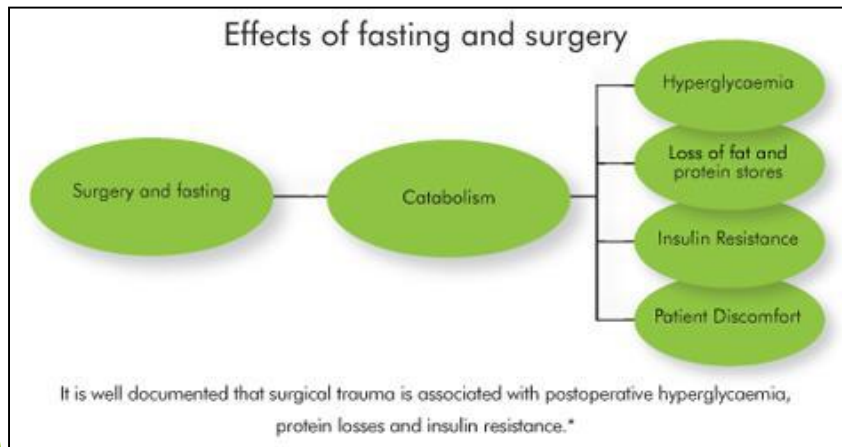 Effects of fasting and surgery
Surgery and fasting
Catabolism
Hyperglycaemia
Loss of fat and
protein stores
Insulin Resistance
Patient Discomfort
It is well documented that surgical trauma is associated with postoperative hyperglycaemia,
protein losses and insulin resistance.*